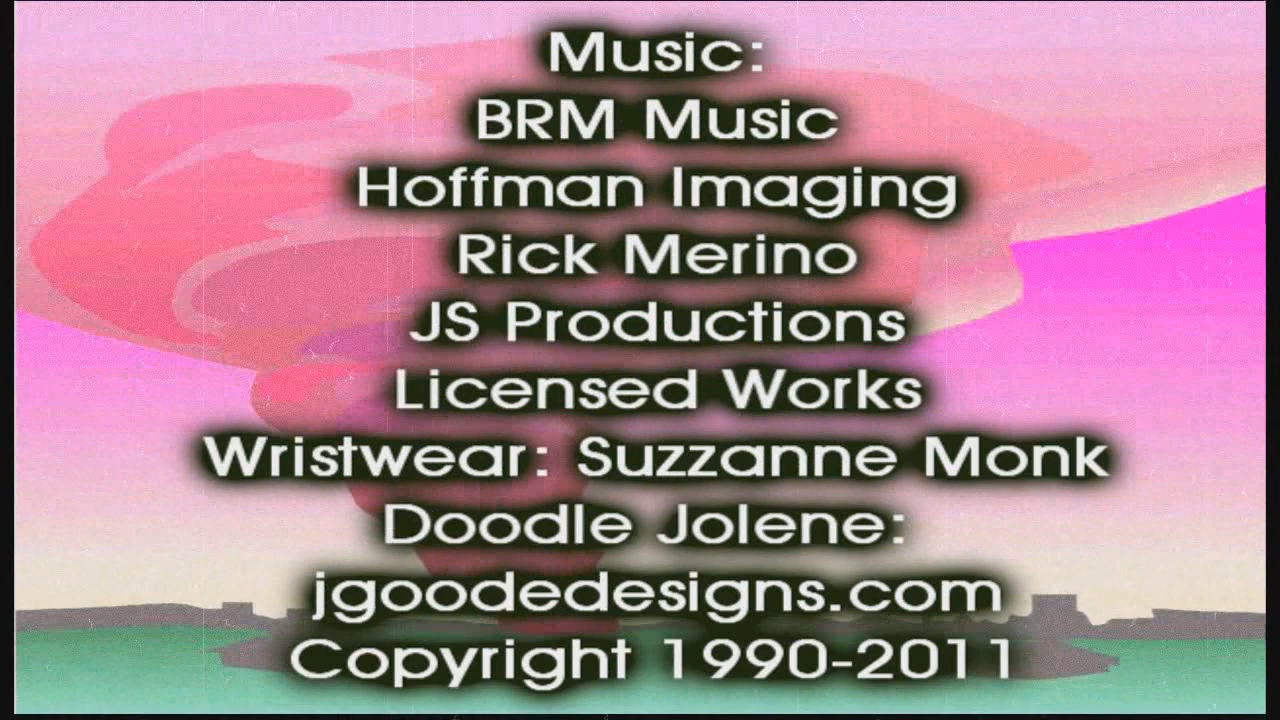 Music:
BRM Music
Hoffman Imaging
Rick Merino
JS Productions
Licensed Works
Wristwear: Suzzanne Monk
Doodle Jolene:
jgoodedesigns.com
Copyright 1990-2011